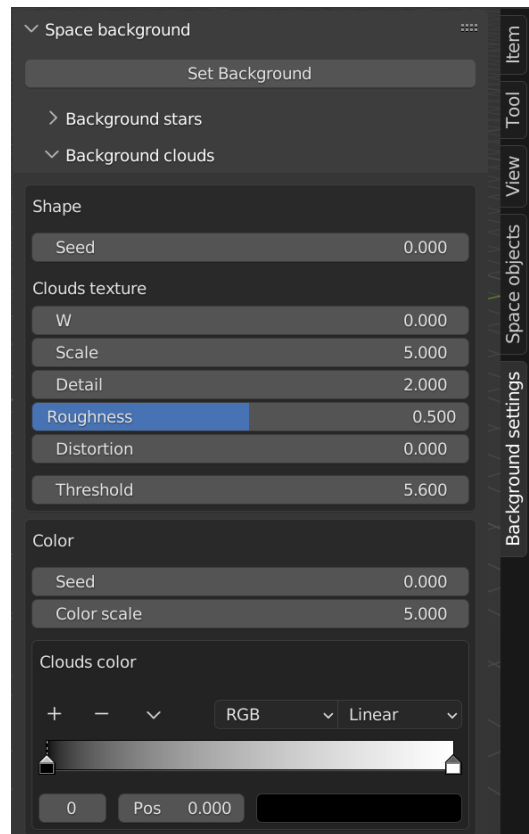 Space background
Set Background
Background stars
Background clouds
Shape
Seed 0.000
Clouds texture
W 0.000
Scale 5.000
Detail 2.000
Roughness 0.500
Distortion 0.000
Threshold 5.600
Color
Seed 0.000
Color scale 5.000
Clouds color
RGB Linear
0 Pos 0.000
Item
Tool
View
Space objects
Background settings